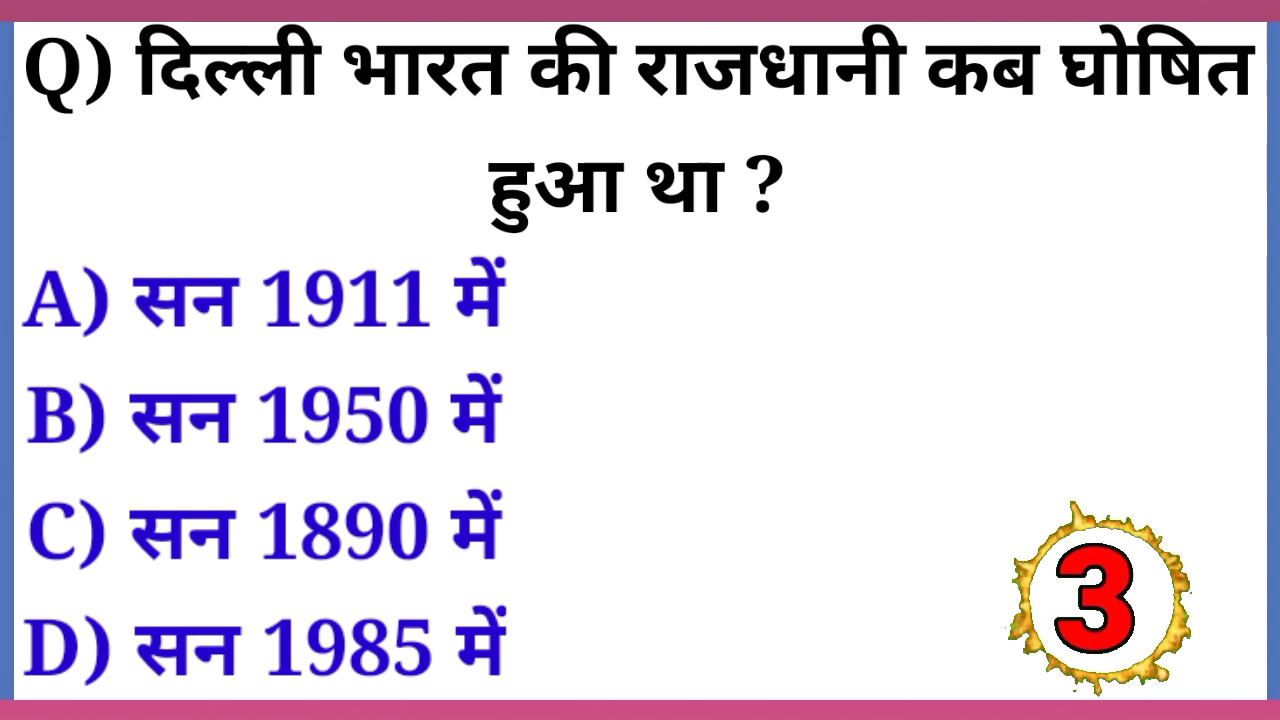 Q) दिल्ली भारत की राजधानी कब घोषित
हुआ था ?
A) सन 1911 में
B) सन 1950 में
C) सन 1890 में
D) सन 1985 में
3